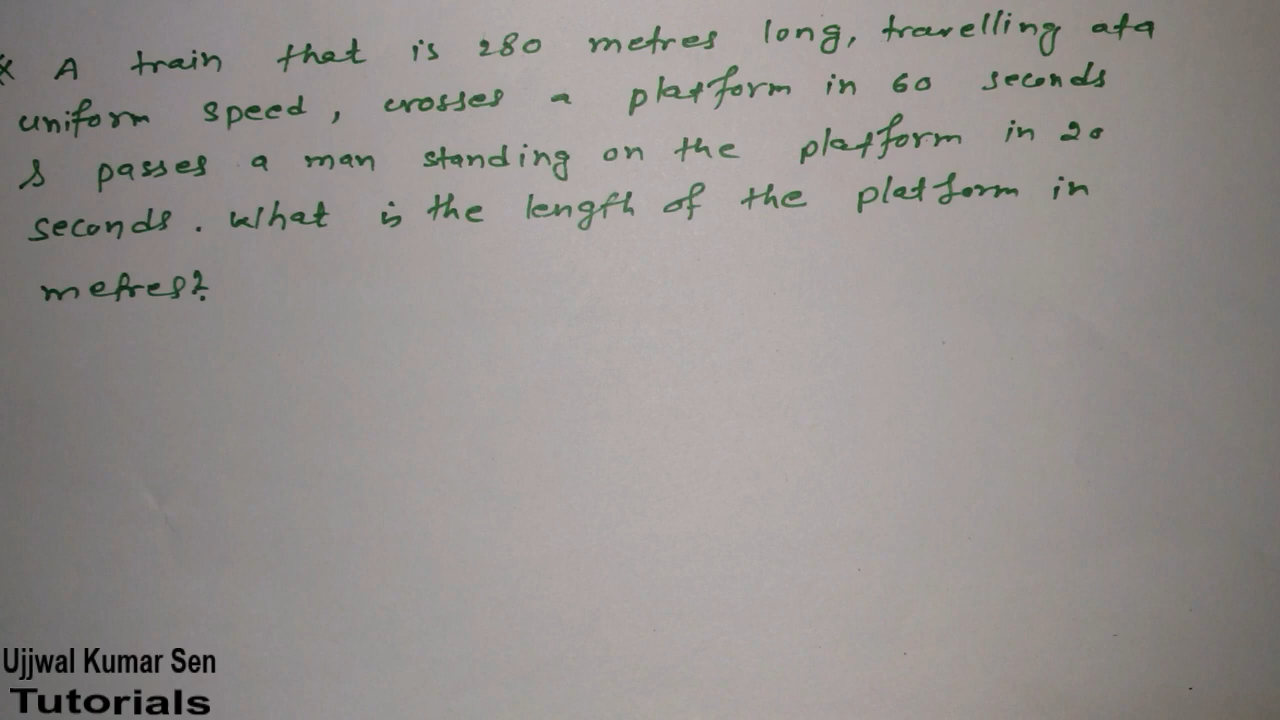 * A train that is 280 metres long, travelling at a
uniform speed, crosses a platform in 60 seconds
& passes a man standing on the platform in 20
seconds. What is the length of the platform in
metres?
Ujjwal Kumar Sen
Tutorials